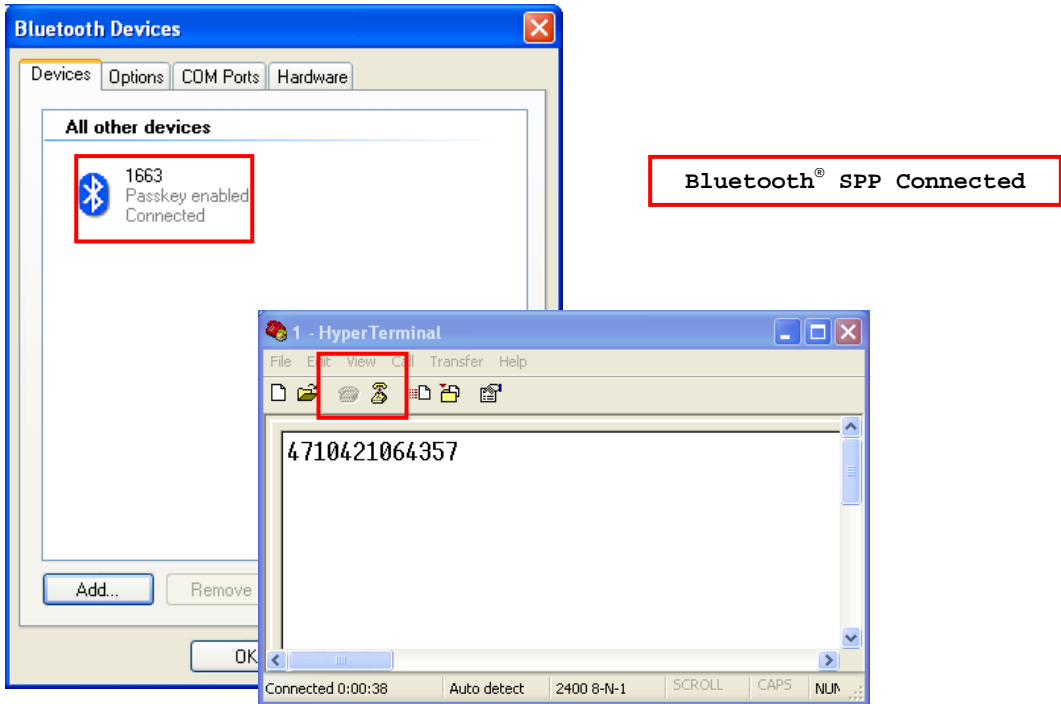 Bluetooth Devices
Devices Options COM Ports Hardware
All other devices
1663
Passkey enabled
Connected
Add... Remove
OK
Bluetooth® SPP Connected
1 - HyperTerminal
File Edit View Call Transfer Help
4710421064357
Connected 0:00:38 Auto detect 2400 8-N-1 SCROLL CAPS NUM